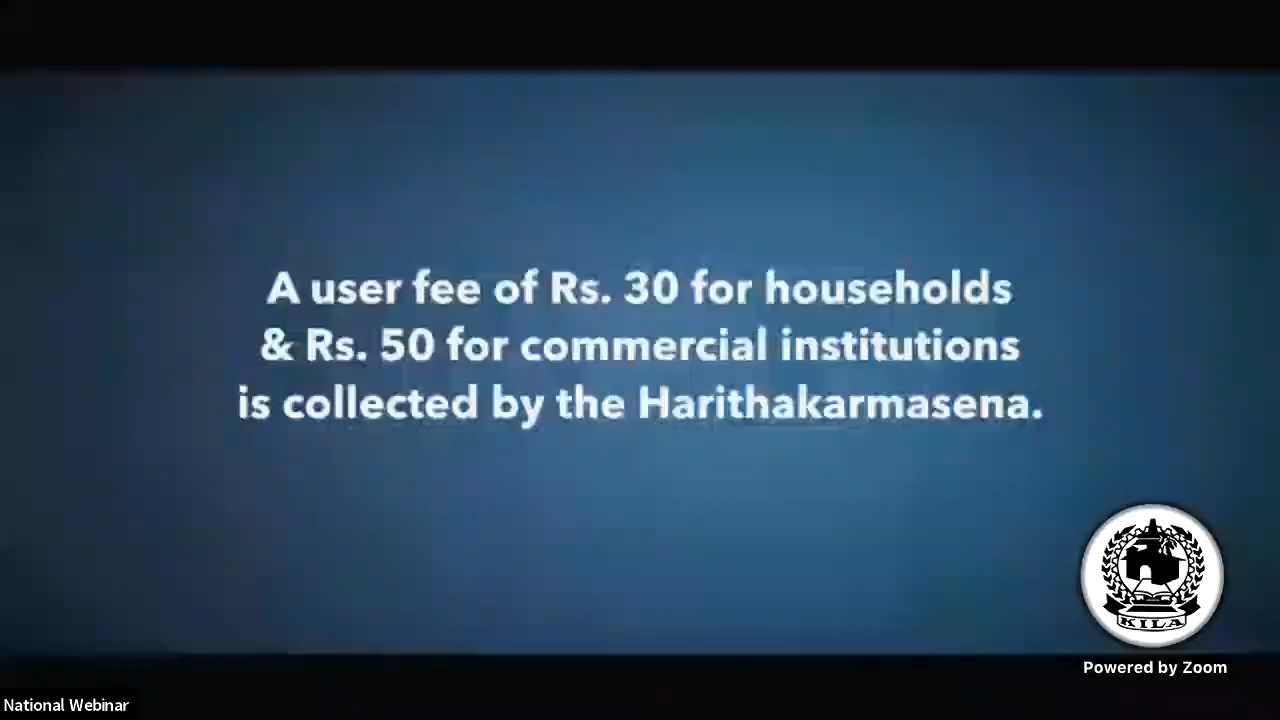 A user fee of Rs. 30 for households
& Rs. 50 for commercial institutions
is collected by the Harithakarmasena.
KILA
Powered by Zoom
National Webinar